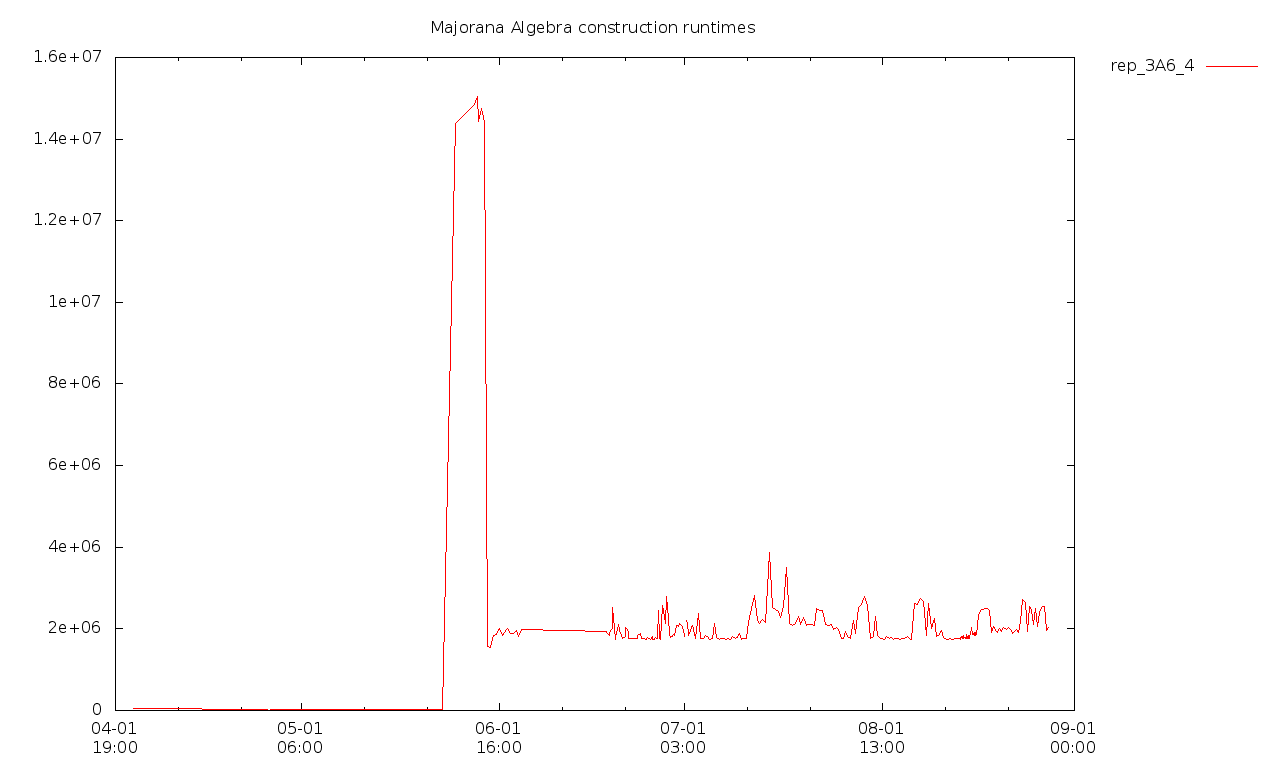 Majorana Algebra construction runtimes
rep_3A6_4
1.6e+07
1.4e+07
1.2e+07
1e+07
8e+06
6e+06
4e+06
2e+06
0
04-01 05-01 06-01 07-01 08-01 09-01
19:00 06:00 16:00 03:00 13:00 00:00